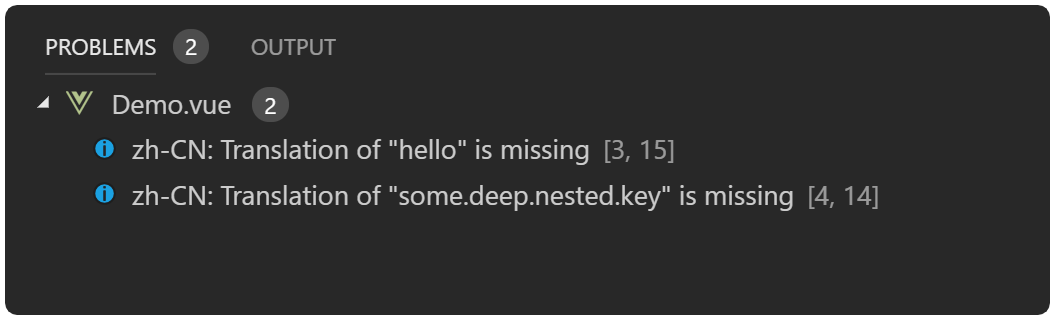 PROBLEMS 2 OUTPUT
Demo.vue 2
zh-CN: Translation of "hello" is missing [3, 15]
zh-CN: Translation of "some.deep.nested.key" is missing [4, 14]